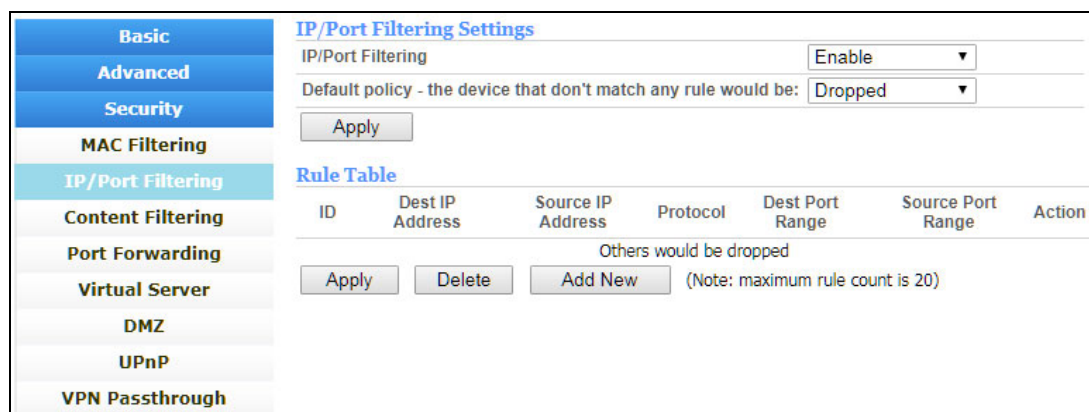 Basic
Advanced
Security
MAC Filtering
IP/Port Filtering
Content Filtering
Port Forwarding
Virtual Server
DMZ
UPnP
VPN Passthrough
IP/Port Filtering Settings
IP/Port Filtering Enable
Default policy - the device that don't match any rule would be: Dropped
Apply
Rule Table
ID Dest IP Address Source IP Address Protocol Dest Port Range Source Port Range Action
Others would be dropped
Apply Delete Add New (Note: maximum rule count is 20)